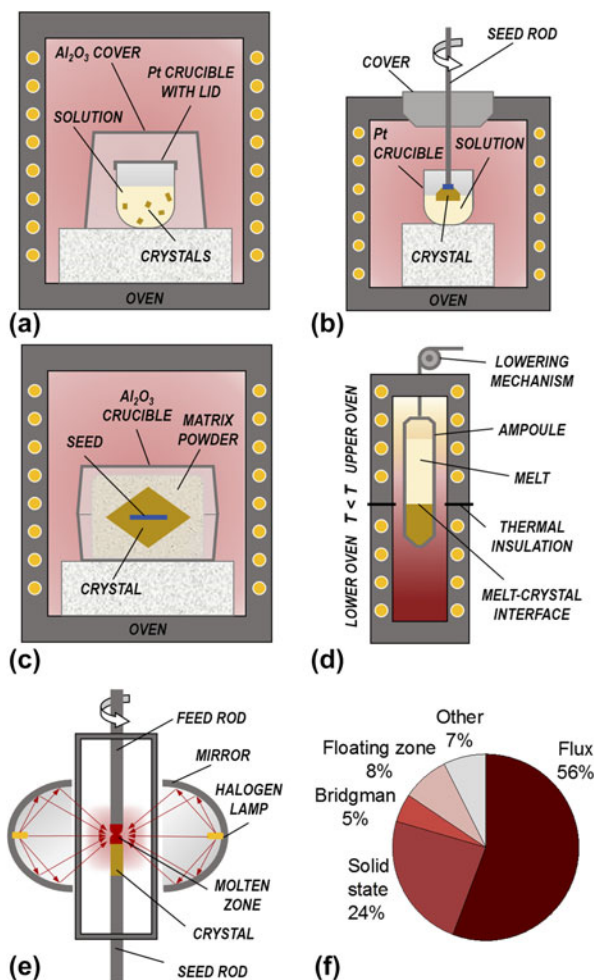 Al₂O₃ COVER
Pt CRUCIBLE
WITH LID
SOLUTION
CRYSTALS
OVEN
(a)
SEED ROD
COVER
Pt
CRUCIBLE
SOLUTION
CRYSTAL
OVEN
(b)
Al₂O₃
CRUCIBLE
SEED
MATRIX
POWDER
CRYSTAL
OVEN
(c)
LOWERING
MECHANISM
AMPOULE
MELT
THERMAL
INSULATION
MELT-CRYSTAL
INTERFACE
LOWER OVEN T < T UPPER OVEN
(d)
FEED ROD
MIRROR
HALOGEN
LAMP
MOLTEN
ZONE
CRYSTAL
SEED ROD
(e)
Other
7%
Flux
56%
Floating zone
8%
Bridgman
5%
Solid
state
24%
(f)